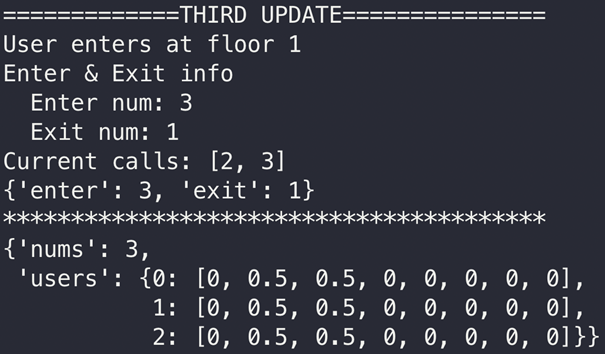 =============THIRD UPDATE===============
User enters at floor 1
Enter & Exit info
  Enter num: 3
  Exit num: 1
Current calls: [2, 3]
{'enter': 3, 'exit': 1}
****************************************
{'nums': 3,
 'users': {0: [0, 0.5, 0.5, 0, 0, 0, 0, 0],
           1: [0, 0.5, 0.5, 0, 0, 0, 0, 0],
           2: [0, 0.5, 0.5, 0, 0, 0, 0, 0]}}